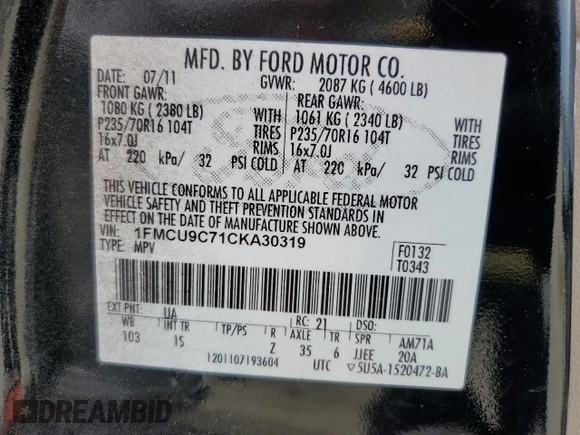 MFD. BY FORD MOTOR CO.
DATE: 07/11 GVWR: 2087 KG ( 4600 LB)
FRONT GAWR: REAR GAWR:
1080 KG ( 2380 LB) WITH 1061 KG ( 2340 LB) WITH
P235/70R16 104T TIRES P235/70R16 104T TIRES
16x7.0J RIMS 16x7.0J RIMS
AT 220 kPa/ 32 PSI COLD AT 220 kPa/ 32 PSI COLD
THIS VEHICLE CONFORMS TO ALL APPLICABLE FEDERAL MOTOR
VEHICLE SAFETY AND THEFT PREVENTION STANDARDS IN
EFFECT ON THE DATE OF MANUFACTURE SHOWN ABOVE.
VIN: 1FMCU9C71CKA30319 F0132
TYPE: MPV T0343
EXT PNT: UA RC: 21 DSO:
WB INT TR TP/PS R AXLE TR SPR AM71A
103 1S Z 35 6 JJEE 20A
1201107193604 UTC ▽5U5A-1520472-BA
DREAMBID